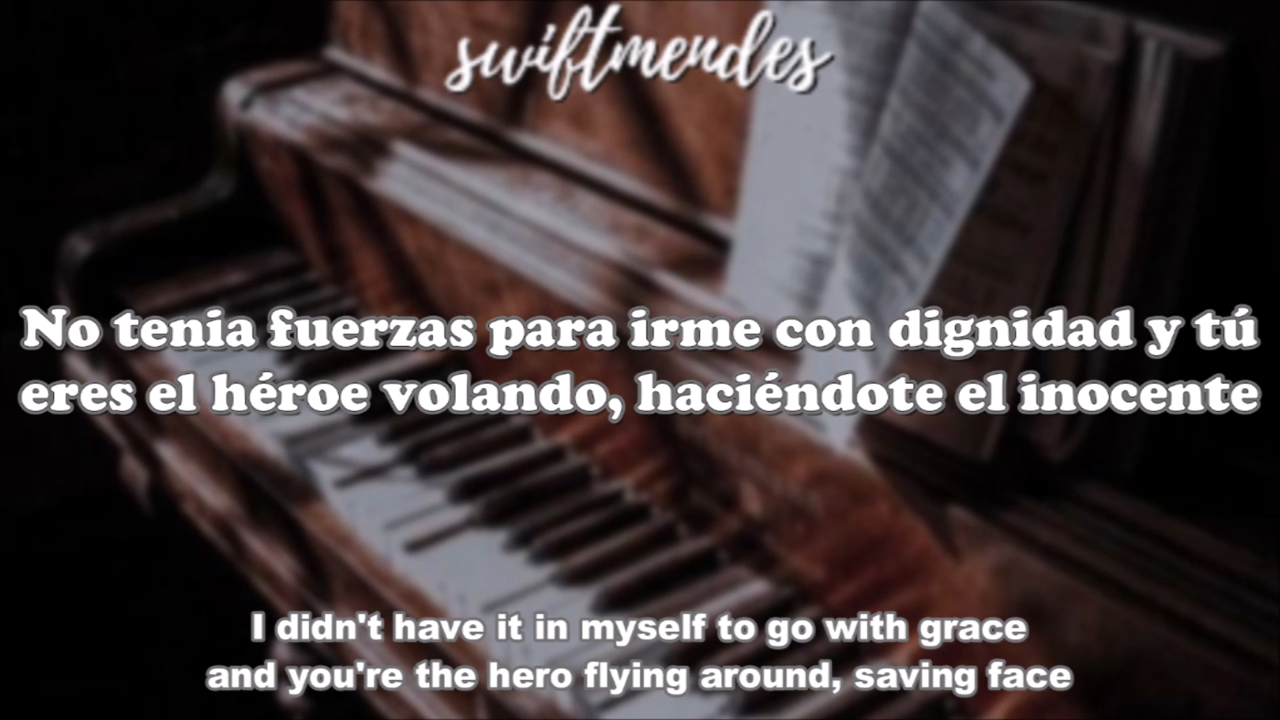 swiftmendes
No tenia fuerzas para irme con dignidad y tú
eres el héroe volando, haciéndote el inocente
I didn't have it in myself to go with grace
and you're the hero flying around, saving face